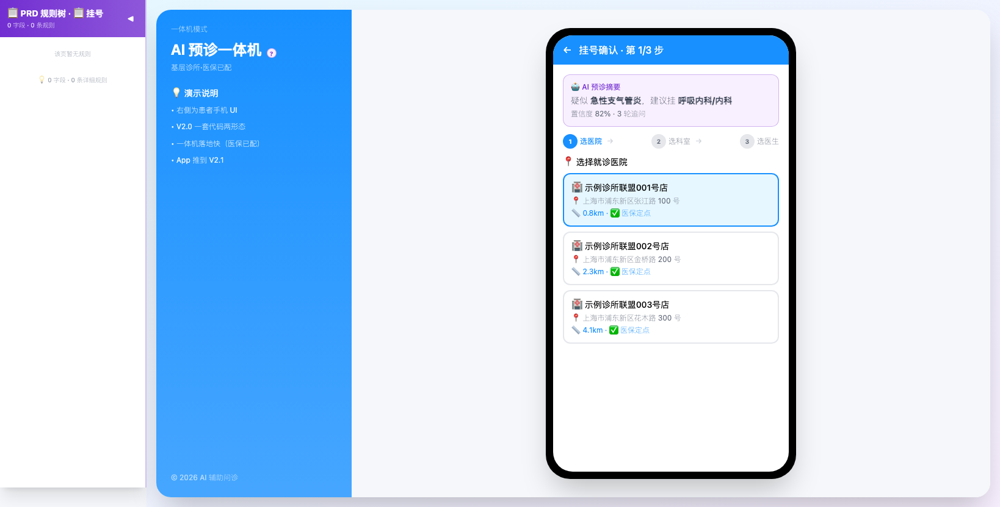 📋 PRD 规则树 · 📋 挂号
0 字段 · 0 条规则
◀
该页暂无规则
💡 0 字段 · 0 条详细规则
一体机模式
AI 预诊一体机 ?
基层诊所·医保已配
💡 演示说明
• 右侧为患者手机 UI
• V2.0 一套代码两形态
• 一体机落地快（医保已配）
• App 推到 V2.1
© 2026 AI 辅助问诊
← 挂号确认 · 第 1/3 步
🤖 AI 预诊摘要
疑似 急性支气管炎，建议挂 呼吸内科/内科
置信度 82% · 3 轮追问
1 选医院 → 2 选科室 → 3 选医生
📍 选择就诊医院
🏥 示例诊所联盟001号店
📍 上海市浦东新区张江路 100 号
📏 0.8km · ✅ 医保定点
🏥 示例诊所联盟002号店
📍 上海市浦东新区金桥路 200 号
📏 2.3km · ✅ 医保定点
🏥 示例诊所联盟003号店
📍 上海市浦东新区花木路 300 号
📏 4.1km · ✅ 医保定点